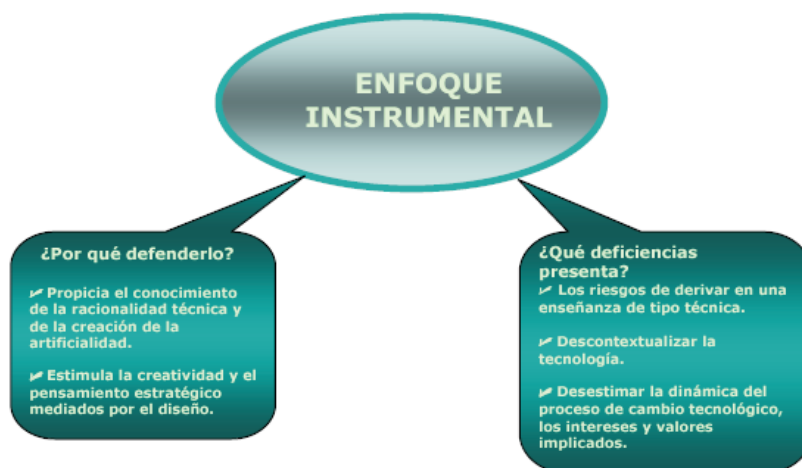 ENFOQUE
INSTRUMENTAL
¿Por qué defenderlo?
Propicia el conocimiento
de la racionalidad técnica y
de la creación de la
artificialidad.
Estimula la creatividad y el
pensamiento estratégico
mediados por el diseño.
¿Qué deficiencias
presenta?
Los riesgos de derivar en una
enseñanza de tipo técnica.
Descontextualizar la
tecnología.
Desestimar la dinámica del
proceso de cambio tecnológico,
los intereses y valores
implicados.